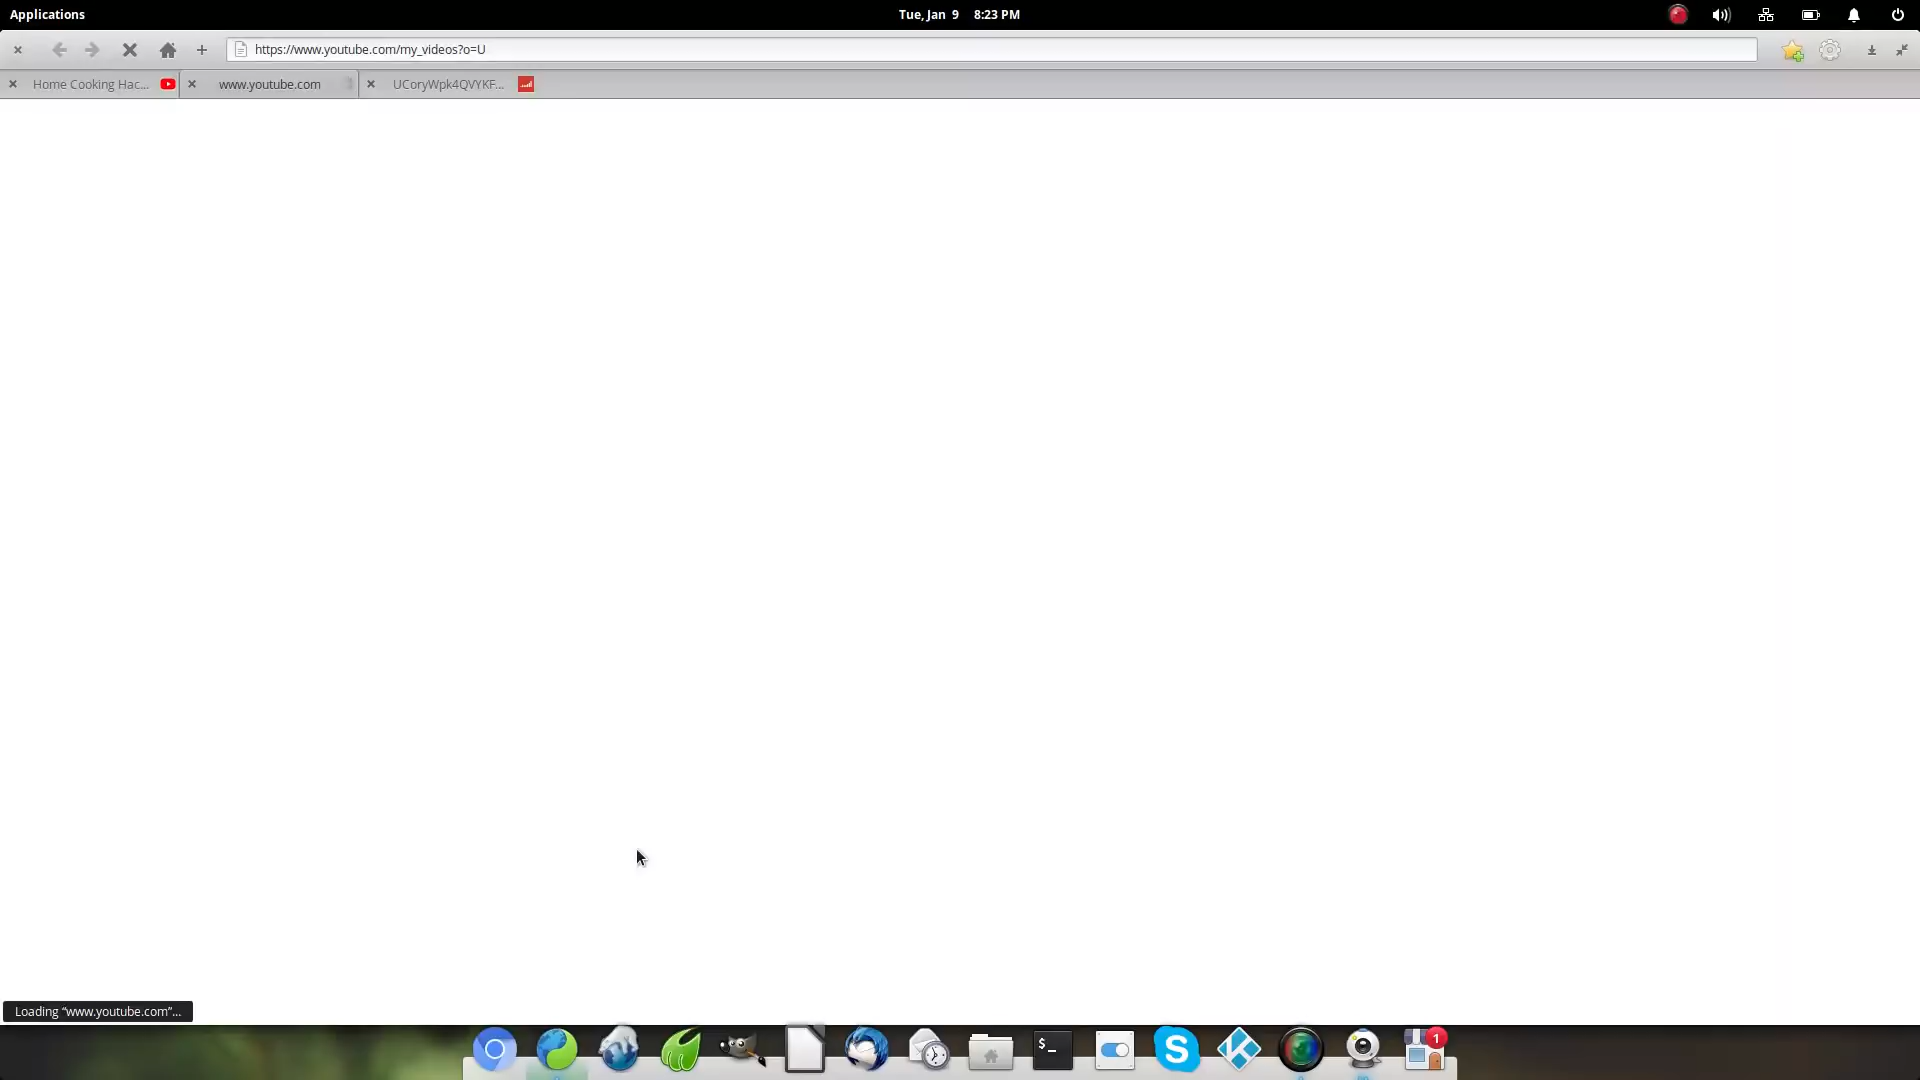 Applications
Tue, Jan 9 8:23 PM
https://www.youtube.com/my_videos?o=U
Home Cooking Hac...
www.youtube.com
UCoryWpk4QVYKF...
Loading “www.youtube.com”...
$_
S
1